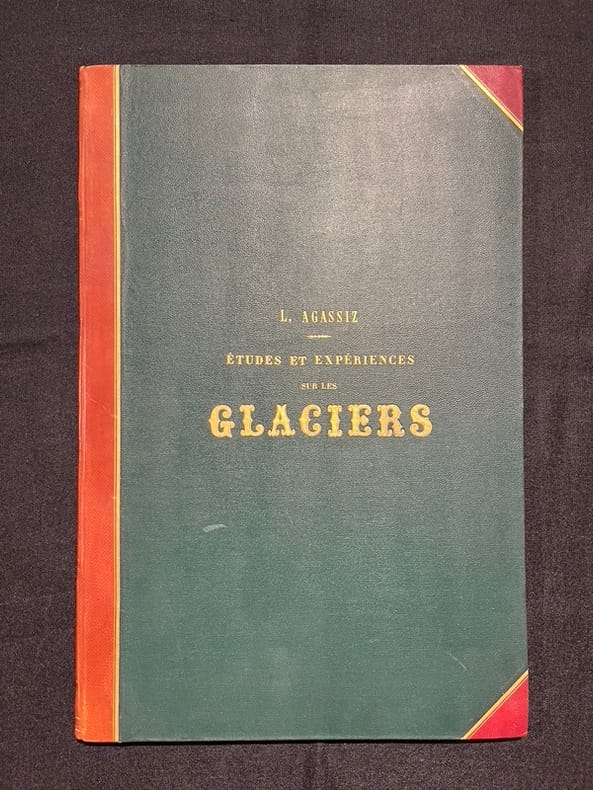 L. AGASSIZ
ÉTUDES ET EXPÉRIENCES
SUR LES
GLACIERS